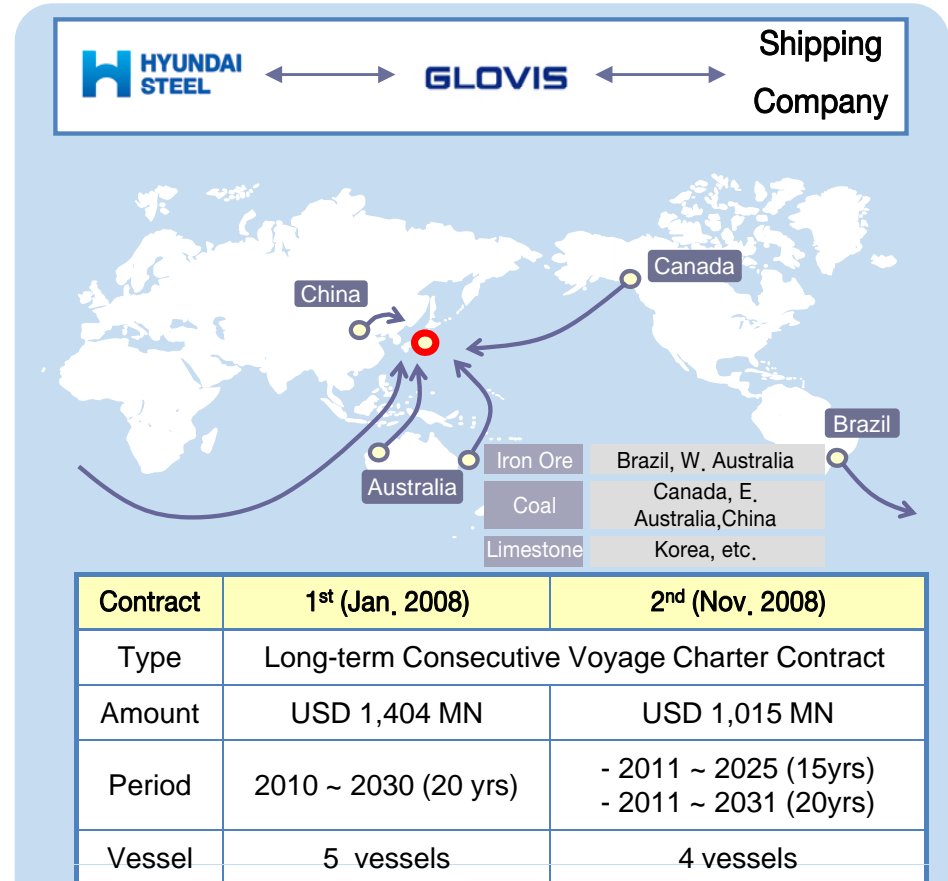 HYUNDAI
STEEL
GLOVIS
Shipping
Company
Canada
China
Brazil
Australia
Iron Ore Brazil, W. Australia
Coal Canada, E.
Australia,China
Limestone Korea, etc.
Contract 1st (Jan. 2008) 2nd (Nov. 2008)
Type Long-term Consecutive Voyage Charter Contract
Amount USD 1,404 MN USD 1,015 MN
Period 2010 ~ 2030 (20 yrs) - 2011 ~ 2025 (15yrs)
- 2011 ~ 2031 (20yrs)
Vessel 5 vessels 4 vessels